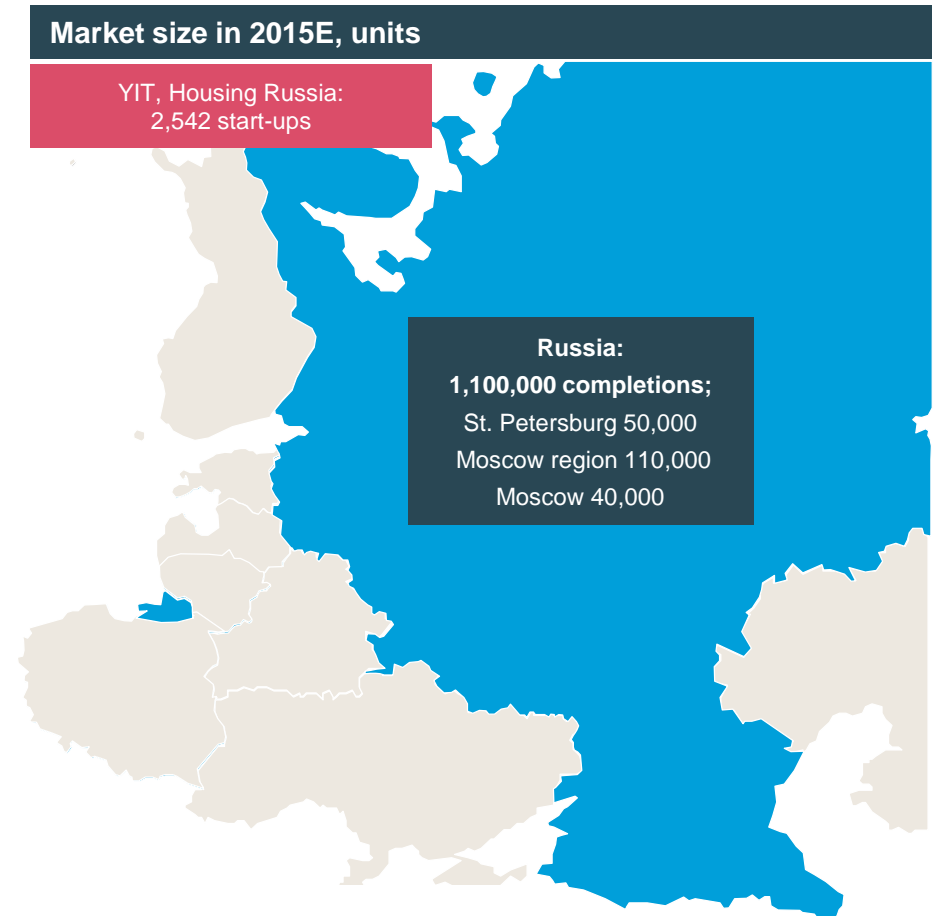 Market size in 2015E, units
YIT, Housing Russia:
2,542 start-ups
Russia:
1,100,000 completions;
St. Petersburg 50,000
Moscow region 110,000
Moscow 40,000